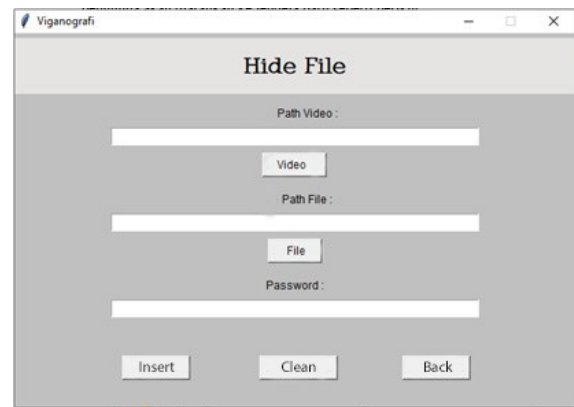 Viganografi
Hide File
Path Video :
Video
Path File :
File
Password :
Insert Clean Back